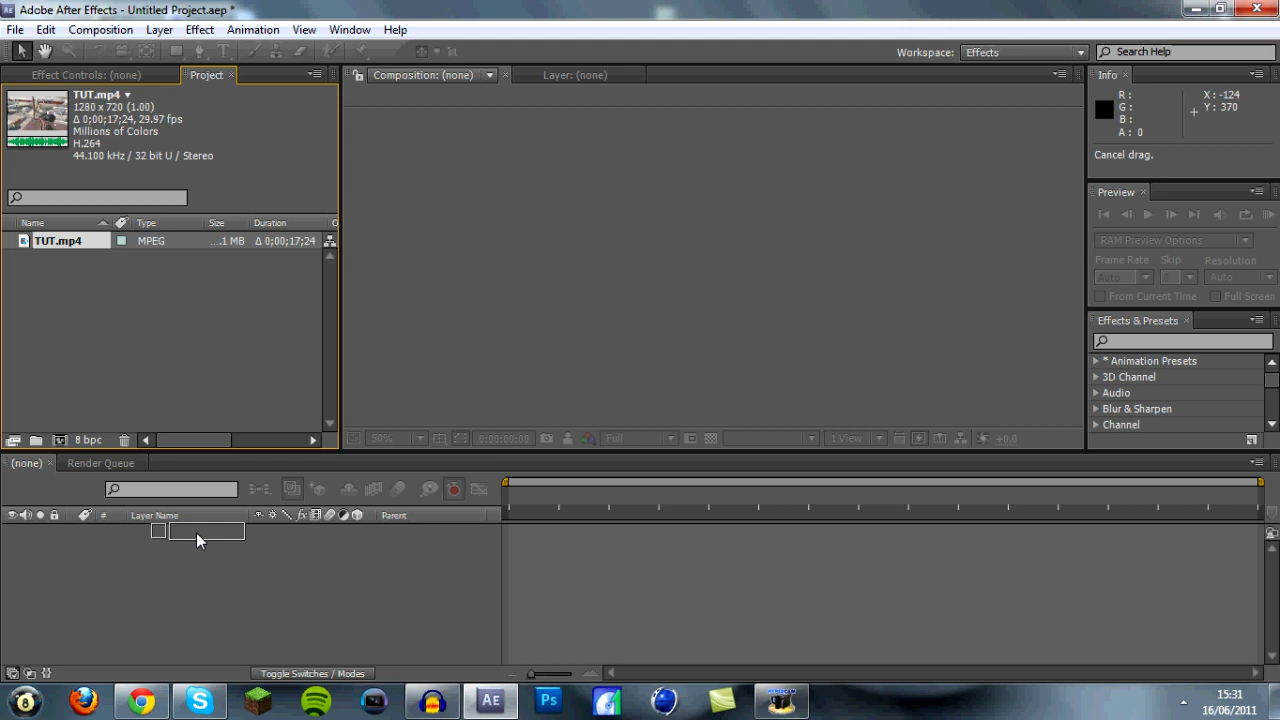 Adobe After Effects - Untitled Project.aep *
File Edit Composition Layer Effect Animation View Window Help
Workspace: Effects Search Help
Effect Controls: (none) Project Composition: (none) Layer: (none) Info
TUT.mp4
1280 x 720 (1.00)
Δ 0;00;17;24, 29.97 fps
Millions of Colors
H.264
44.100 kHz / 32 bit U / Stereo
R :
G :
B :
A : 0
X : -124
Y : 370
Cancel drag.
Preview
RAM Preview Options
Frame Rate Skip Resolution
Auto 0 Auto
From Current Time Full Screen
Effects & Presets
* Animation Presets
3D Channel
Audio
Blur & Sharpen
Channel
Name Type Size Duration
TUT.mp4 MPEG ....1 MB Δ 0;00;17;24
8 bpc
50% 0;00;00;00 Full 1 View +0.0
(none) Render Queue
# Layer Name Parent
Toggle Switches / Modes
8 Ae Ps
15:31
16/06/2011